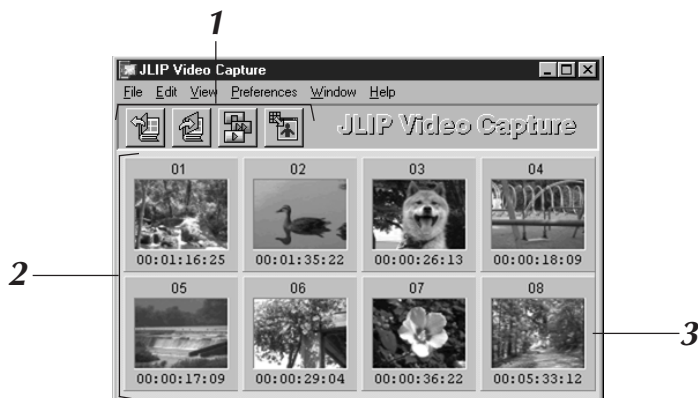 1
JLIP Video Capture
File Edit View Preferences Window Help
JLIP Video Capture
01 02 03 04
00:01:16:25 00:01:35:22 00:00:26:13 00:00:18:09
2
05 06 07 08
3
00:00:17:09 00:00:29:04 00:00:36:22 00:05:33:12